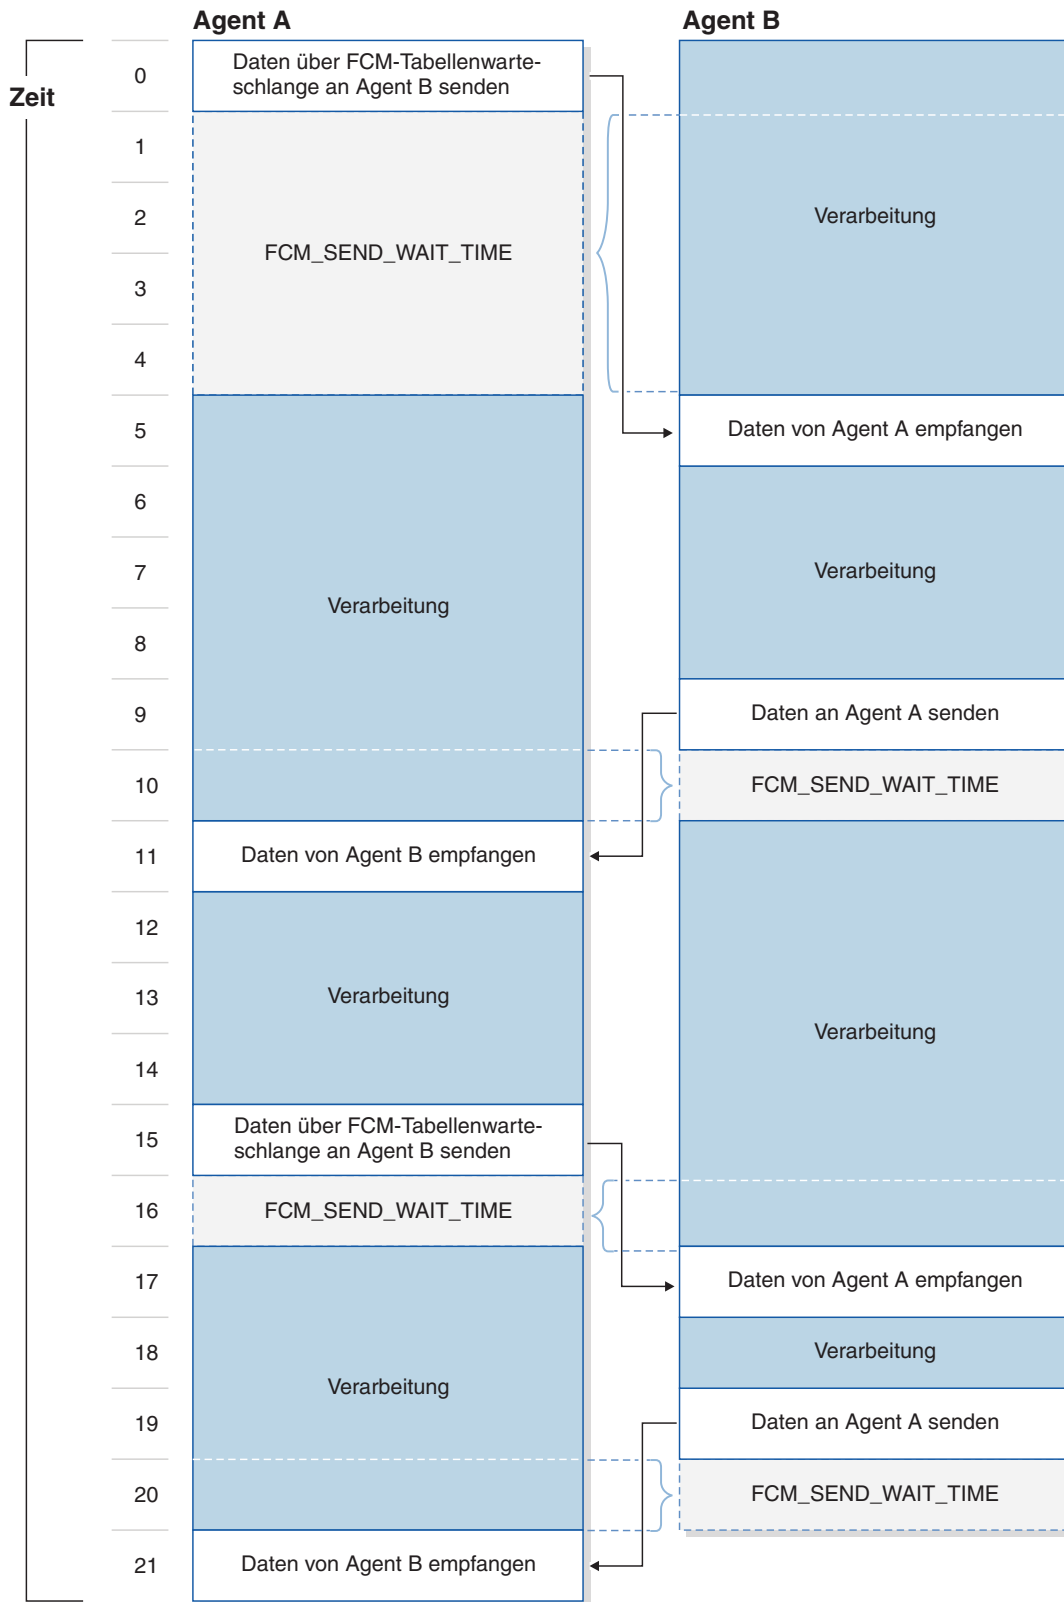 Agent A
Agent B
Zeit
0
Daten über FCM-Tabellenwarte-
schlange an Agent B senden
1
2
Verarbeitung
FCM_SEND_WAIT_TIME
3
4
5
Daten von Agent A empfangen
6
7
Verarbeitung
Verarbeitung
8
9
Daten an Agent A senden
10
FCM_SEND_WAIT_TIME
11
Daten von Agent B empfangen
12
13
Verarbeitung
Verarbeitung
14
15
Daten über FCM-Tabellenwarte-
schlange an Agent B senden
16
FCM_SEND_WAIT_TIME
17
Daten von Agent A empfangen
18
Verarbeitung
Verarbeitung
19
Daten an Agent A senden
20
FCM_SEND_WAIT_TIME
21
Daten von Agent B empfangen